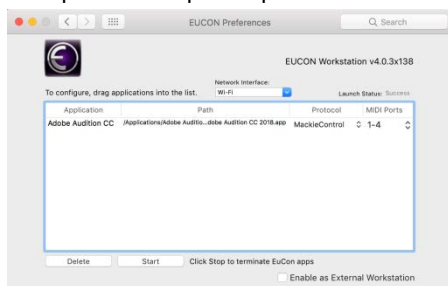 EUCON Preferences
Search
EUCON Workstation v4.0.3x138
Network Interface:
To configure, drag applications into the list.
Wi-Fi
Launch Status: Success
Application Path Protocol MIDI Ports
Adobe Audition CC /Applications/Adobe Auditio...dobe Audition CC 2018.app MackieControl 1-4
Delete Start Click Stop to terminate EuCon apps
Enable as External Workstation